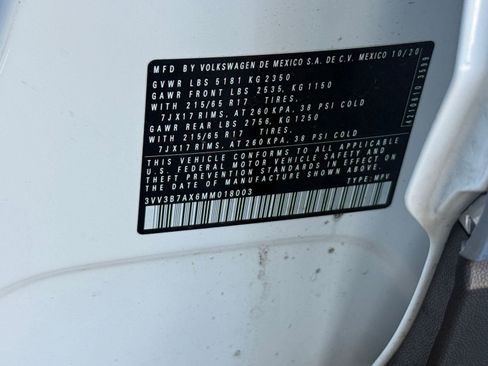 MFD BY VOLKSWAGEN DE MEXICO S.A. DE C.V. MEXICO 10/20
GVWR LBS 5181 KG 2350
GAWR FRONT LBS 2535, KG 1150
WITH 215/65 R17 TIRES.
7JX17 RIMS, AT 260 KPA, 38 PSI COLD
GAWR REAR LBS 2756, KG 1250
WITH 215/65 R17 TIRES.
7JX17 RIMS, AT 260 KPA, 38 PSI COLD
THIS VEHICLE CONFORMS TO ALL APPLICABLE
U.S. FEDERAL MOTOR VEHICLE SAFETY AND
THEFT PREVENTION STANDARDS IN EFFECT ON
THE DATE OF MANUFACTURE SHOWN ABOVE.
3VV3B7AX6MM018003 TYPE: MPV